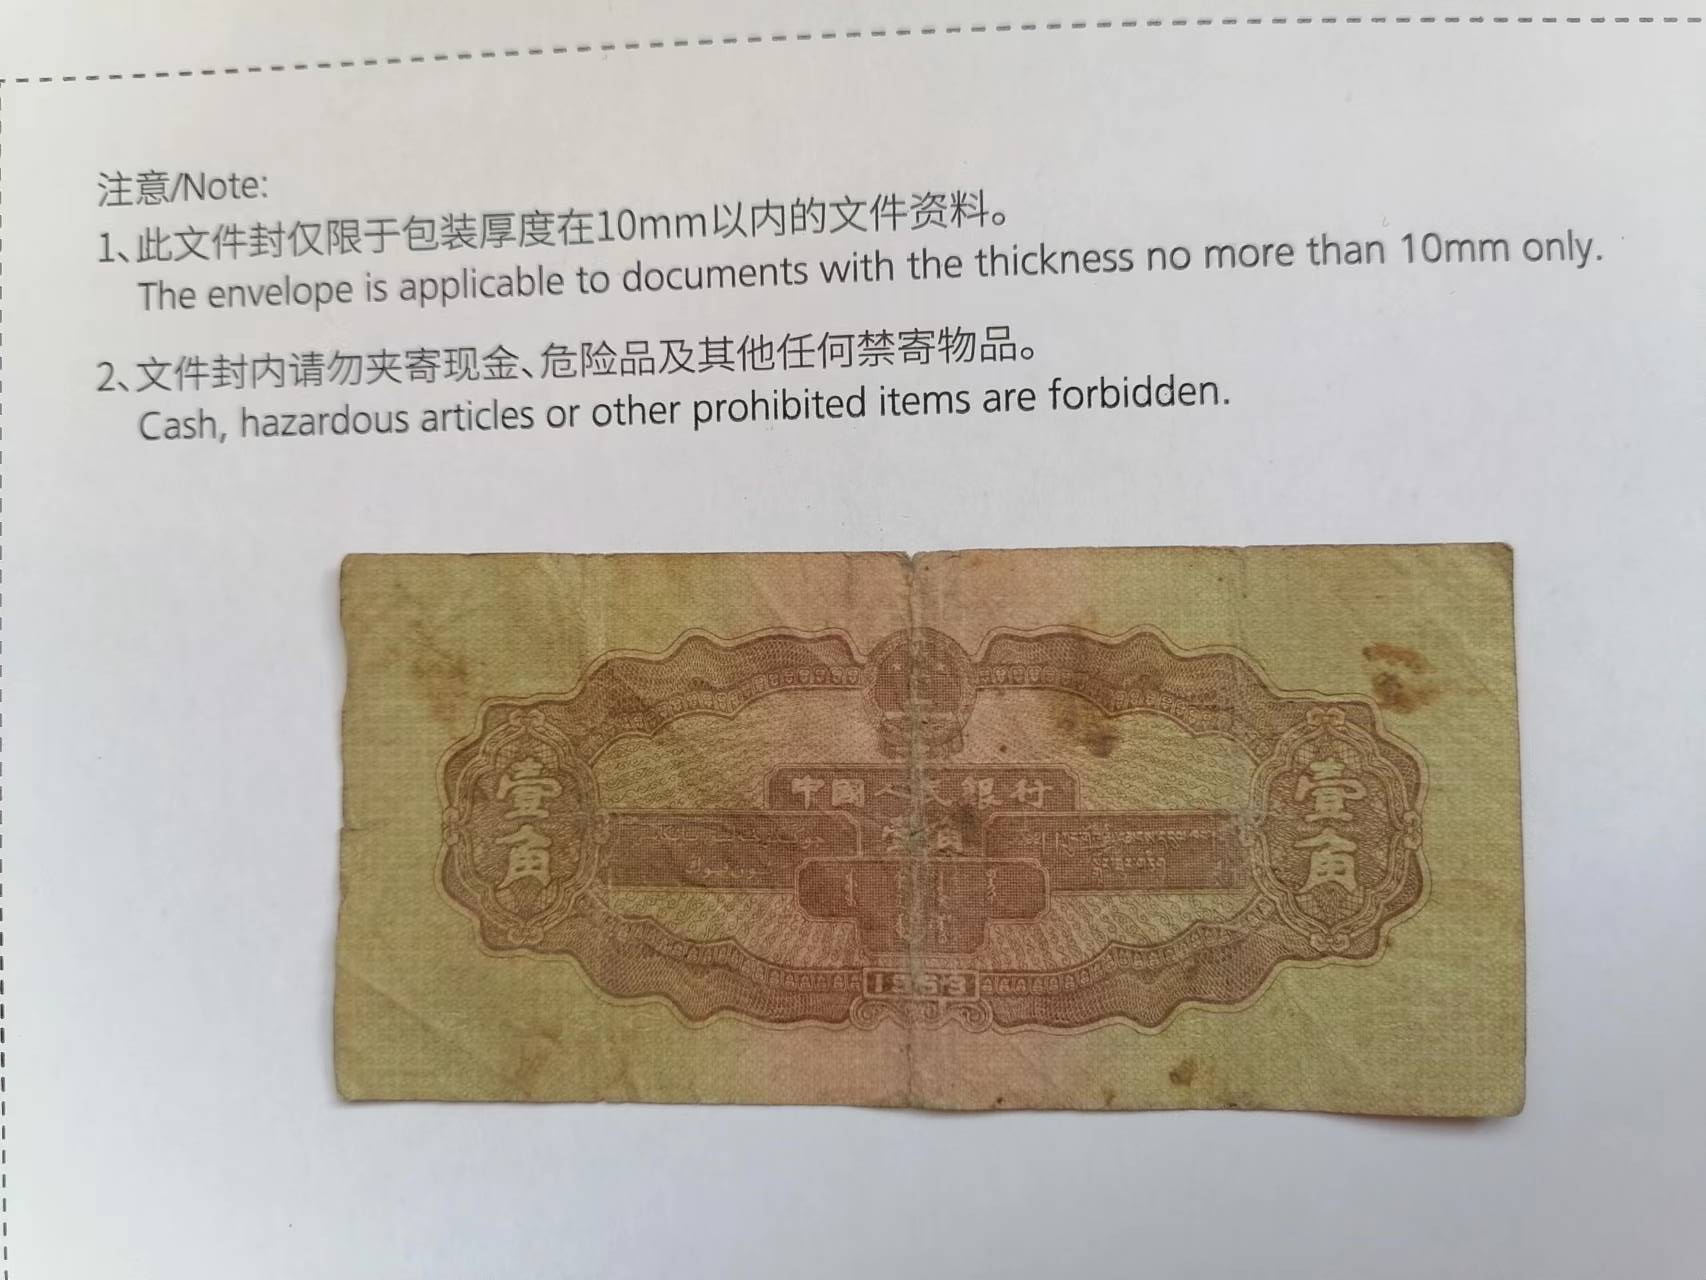 注意/Note:
1、此文件封仅限于包装厚度在10mm以内的文件资料。
The envelope is applicable to documents with the thickness no more than 10mm only.
2、文件封内请勿夹寄现金、危险品及其他任何禁寄物品。
Cash, hazardous articles or other prohibited items are forbidden.
中國人民銀行
壹角
壹角
壹角
1953